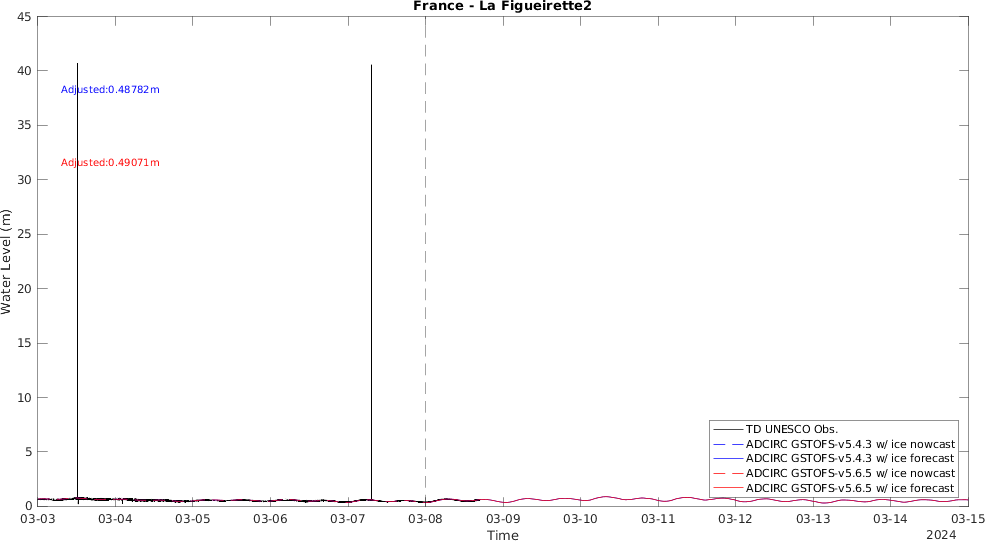 France - La Figueirette2
45
40
35
30
25
20
15
10
5
0
Water Level (m)
Adjusted:0.48782m
Adjusted:0.49071m
TD UNESCO Obs.
ADCIRC GSTOFS-v5.4.3 w/ ice nowcast
ADCIRC GSTOFS-v5.4.3 w/ ice forecast
ADCIRC GSTOFS-v5.6.5 w/ ice nowcast
ADCIRC GSTOFS-v5.6.5 w/ ice forecast
03-03 03-04 03-05 03-06 03-07 03-08 03-09 03-10 03-11 03-12 03-13 03-14 03-15
Time
2024